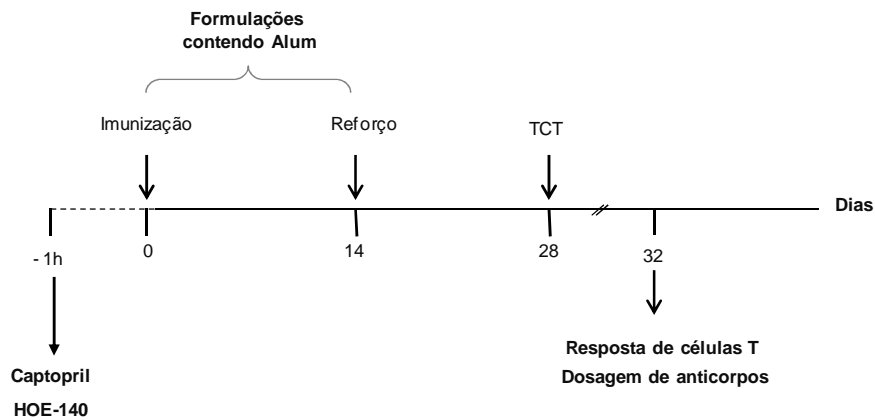 Formulações
contendo Alum
Imunização
Reforço
TCT
Dias
- 1h
0
14
28
32
Captopril
HOE-140
Resposta de células T
Dosagem de anticorpos